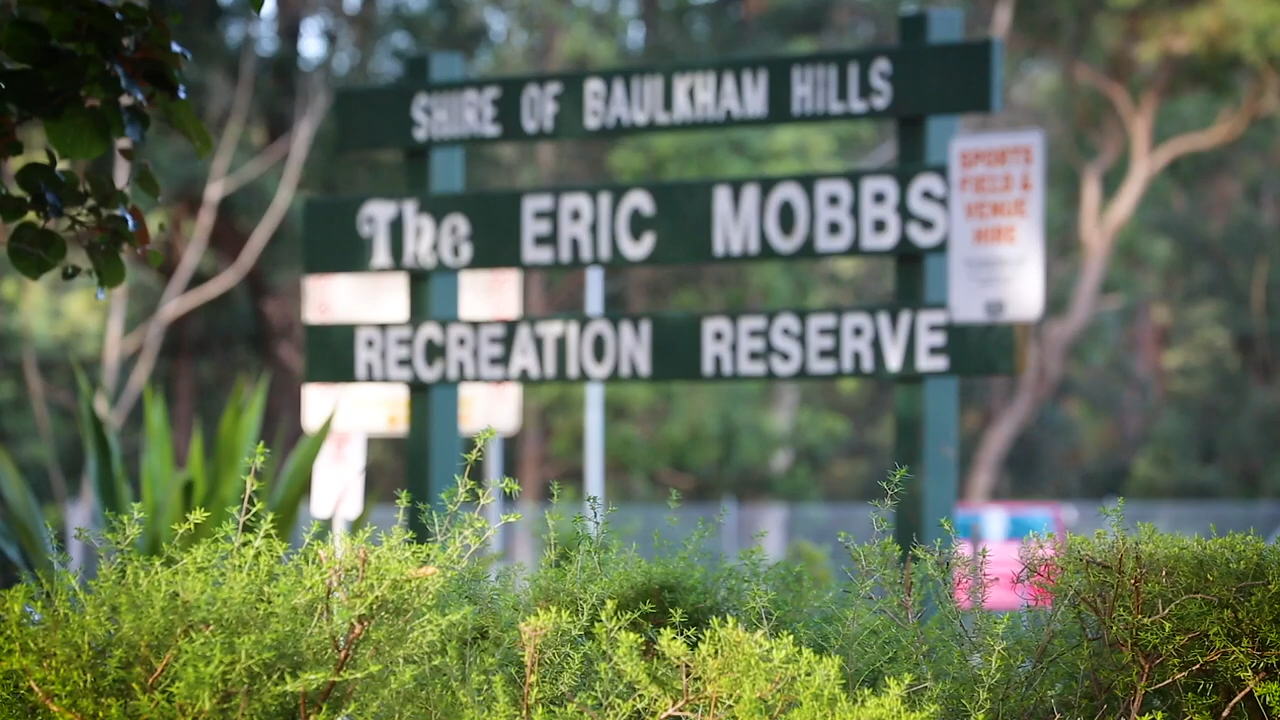 SHIRE OF BAULKHAM HILLS
The ERIC MOBBS
RECREATION RESERVE
SPORTS
FIELD &
VENUE
HIRE